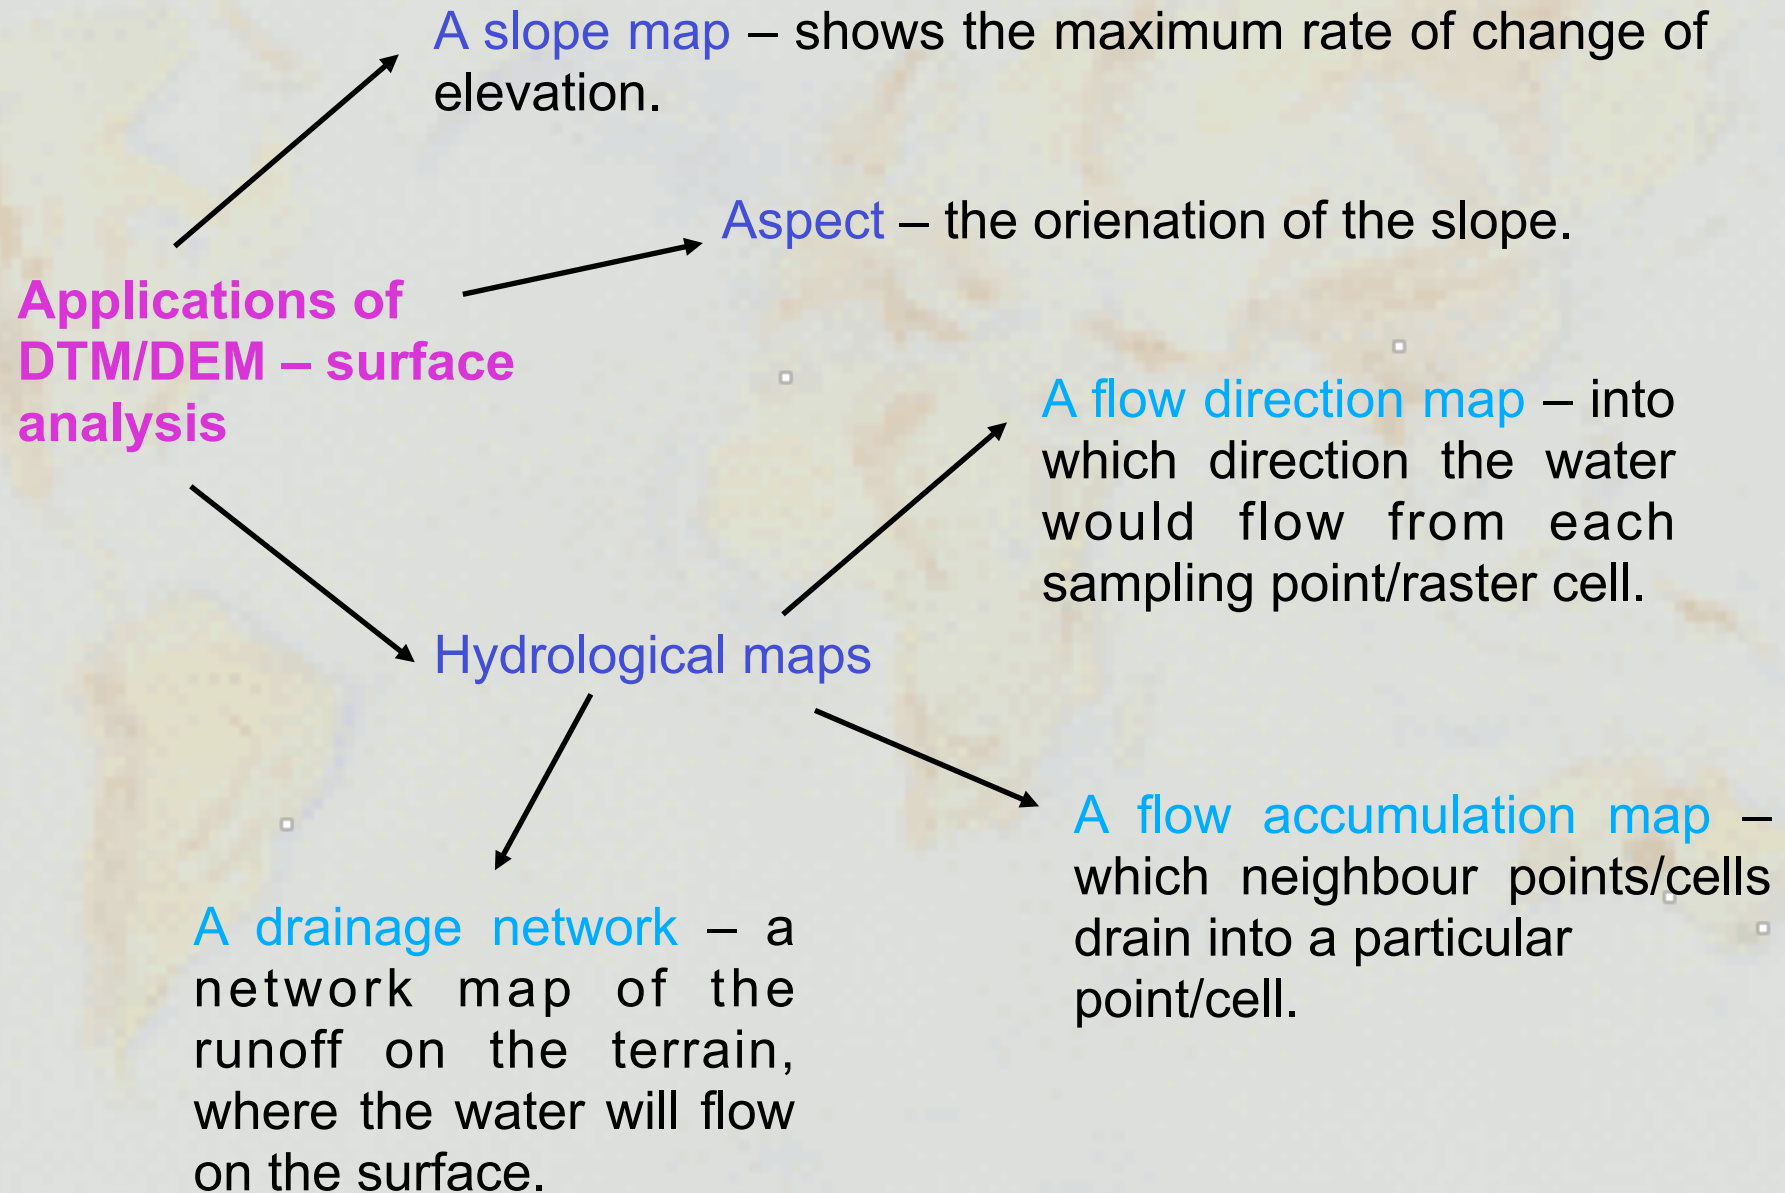 A slope map – shows the maximum rate of change of
elevation.
Aspect – the orienation of the slope.
Applications of
DTM/DEM – surface
analysis
A flow direction map – into
which direction the water
would flow from each
sampling point/raster cell.
Hydrological maps
A flow accumulation map –
which neighbour points/cells
drain into a particular
point/cell.
A drainage network – a
network map of the
runoff on the terrain,
where the water will flow
on the surface.